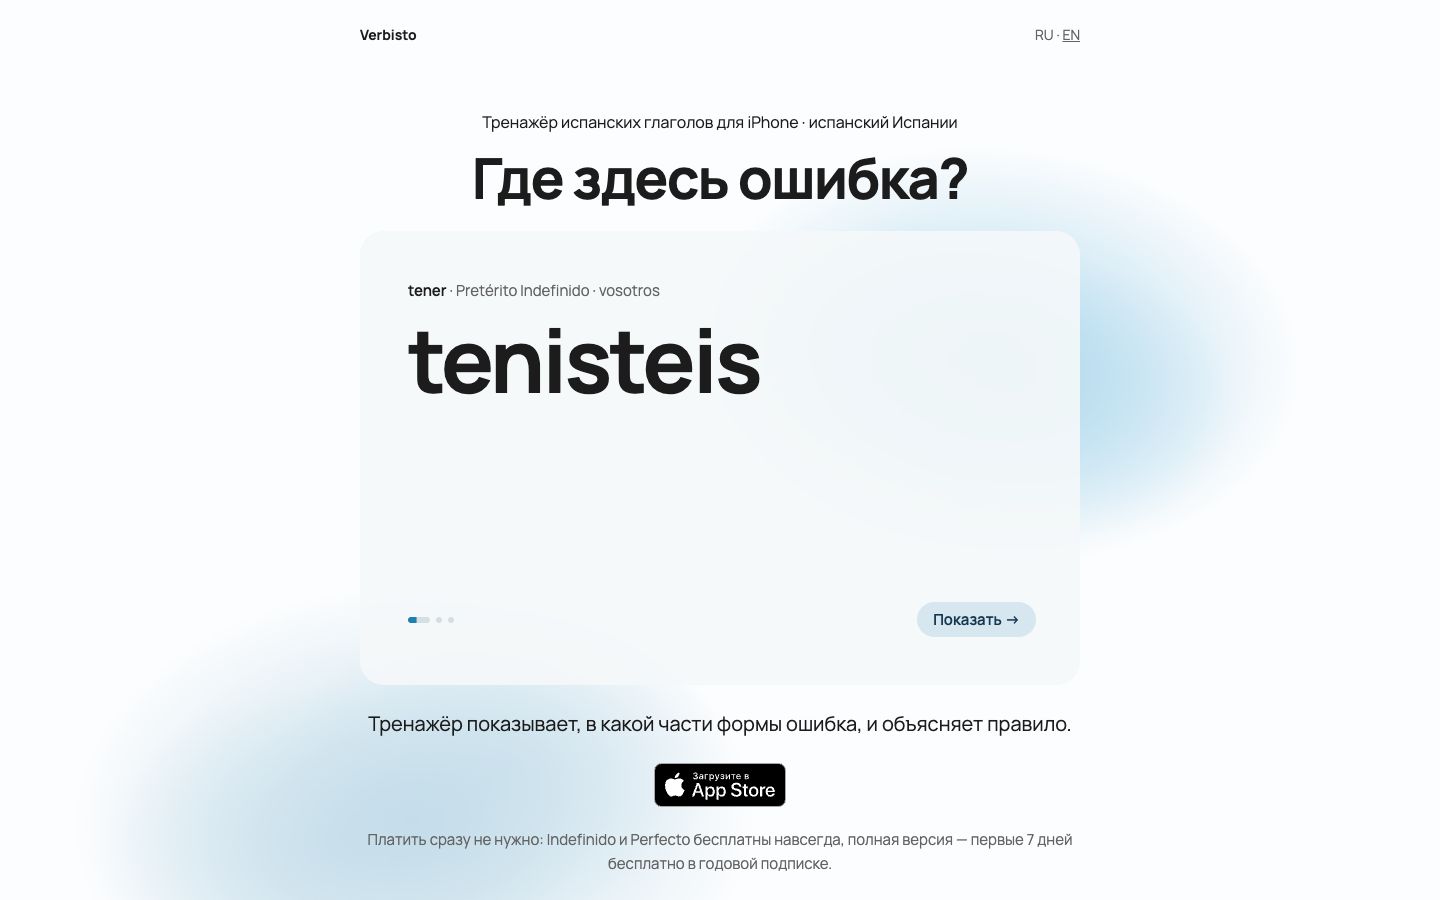 Verbisto
RU · EN
Тренажёр испанских глаголов для iPhone · испанский Испании
Где здесь ошибка?
tener · Pretérito Indefinido · vosotros
tenisteis
Показать →
Тренажёр показывает, в какой части формы ошибка, и объясняет правило.
Загрузите в
App Store
Платить сразу не нужно: Indefinido и Perfecto бесплатны навсегда, полная версия — первые 7 дней
бесплатно в годовой подписке.